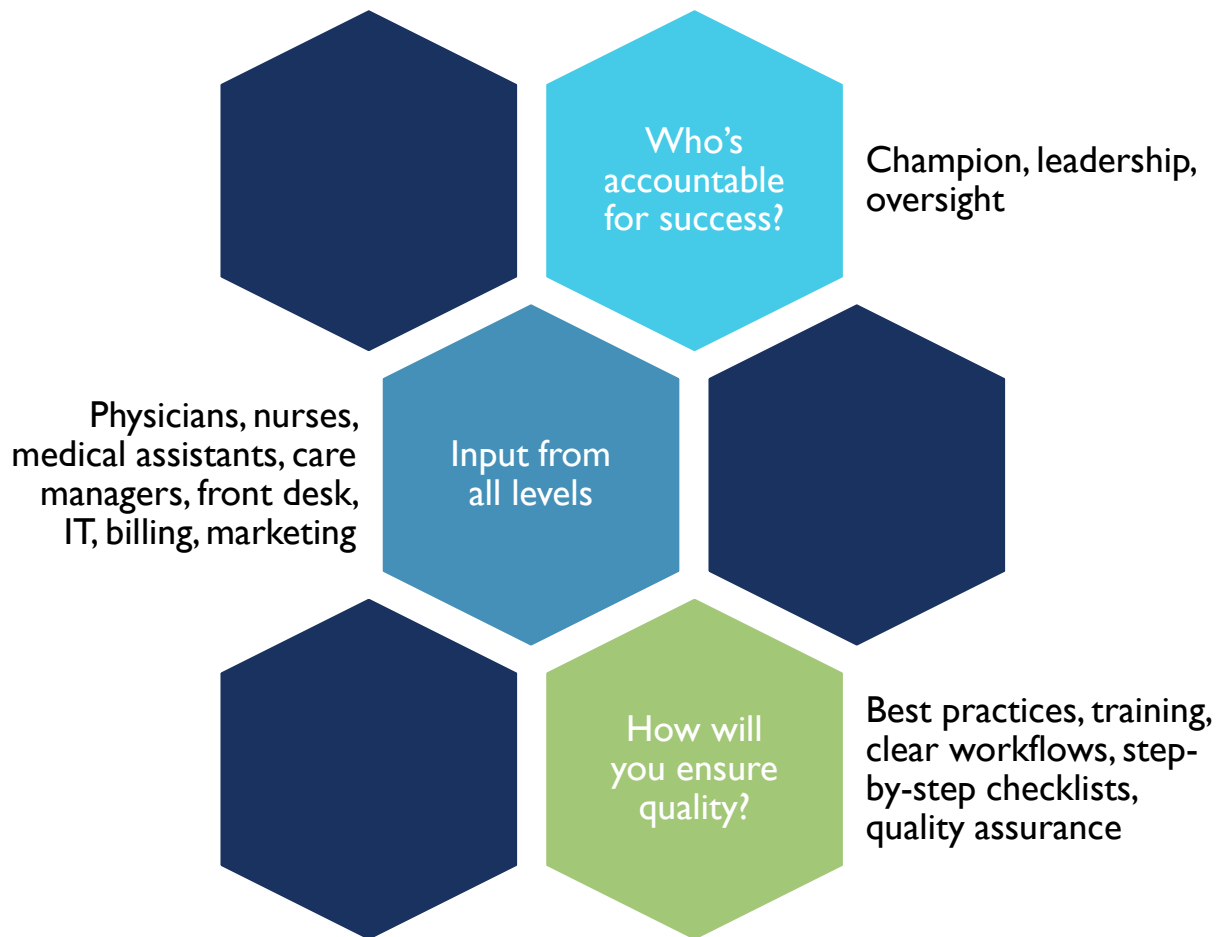 Who’s
accountable
for success?
Champion, leadership,
oversight
Physicians, nurses,
medical assistants, care
managers, front desk,
IT, billing, marketing
Input from
all levels
How will
you ensure
quality?
Best practices, training,
clear workflows, step-
by-step checklists,
quality assurance